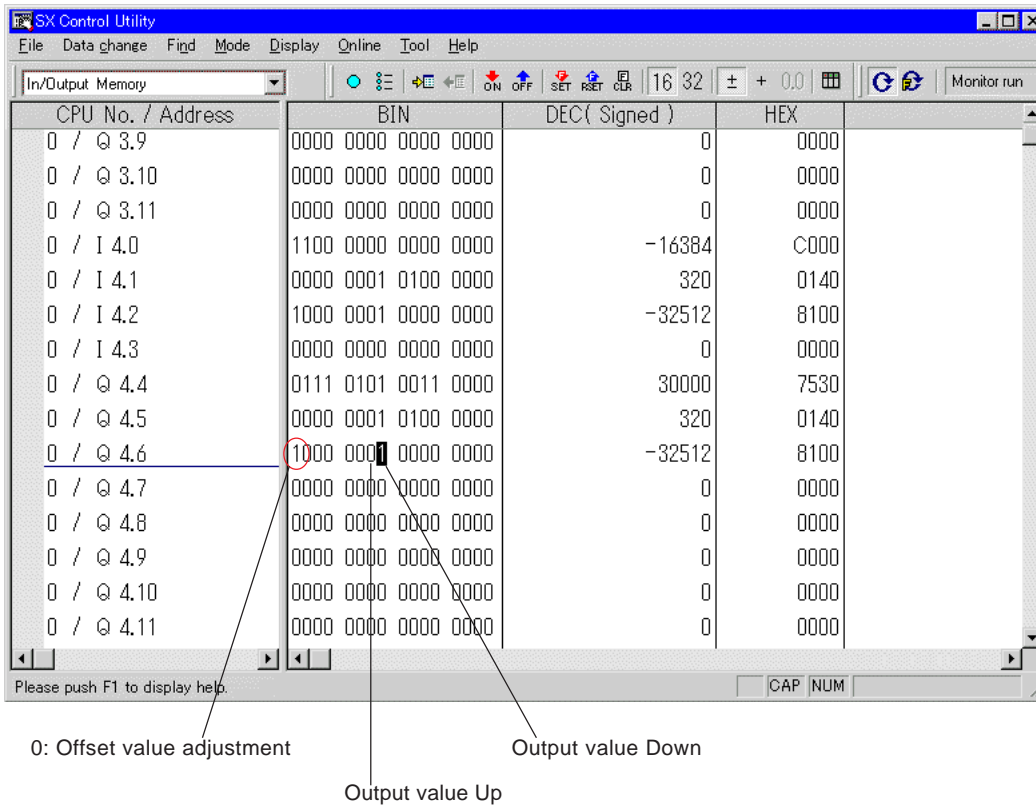 SX Control Utility
File Data change Find Mode Display Online Tool Help
In/Output Memory ON OFF SET RSET CLR 16 32 ± + 0.0 Monitor run
CPU No. / Address BIN DEC( Signed ) HEX
0 / Q 3.9 0000 0000 0000 0000 0 0000
0 / Q 3.10 0000 0000 0000 0000 0 0000
0 / Q 3.11 0000 0000 0000 0000 0 0000
0 / I 4.0 1100 0000 0000 0000 -16384 C000
0 / I 4.1 0000 0001 0100 0000 320 0140
0 / I 4.2 1000 0001 0000 0000 -32512 8100
0 / I 4.3 0000 0000 0000 0000 0 0000
0 / Q 4.4 0111 0101 0011 0000 30000 7530
0 / Q 4.5 0000 0001 0100 0000 320 0140
0 / Q 4.6 1000 0001 0000 0000 -32512 8100
0 / Q 4.7 0000 0000 0000 0000 0 0000
0 / Q 4.8 0000 0000 0000 0000 0 0000
0 / Q 4.9 0000 0000 0000 0000 0 0000
0 / Q 4.10 0000 0000 0000 0000 0 0000
0 / Q 4.11 0000 0000 0000 0000 0 0000
Please push F1 to display help. CAP NUM
0: Offset value adjustment Output value Down
Output value Up